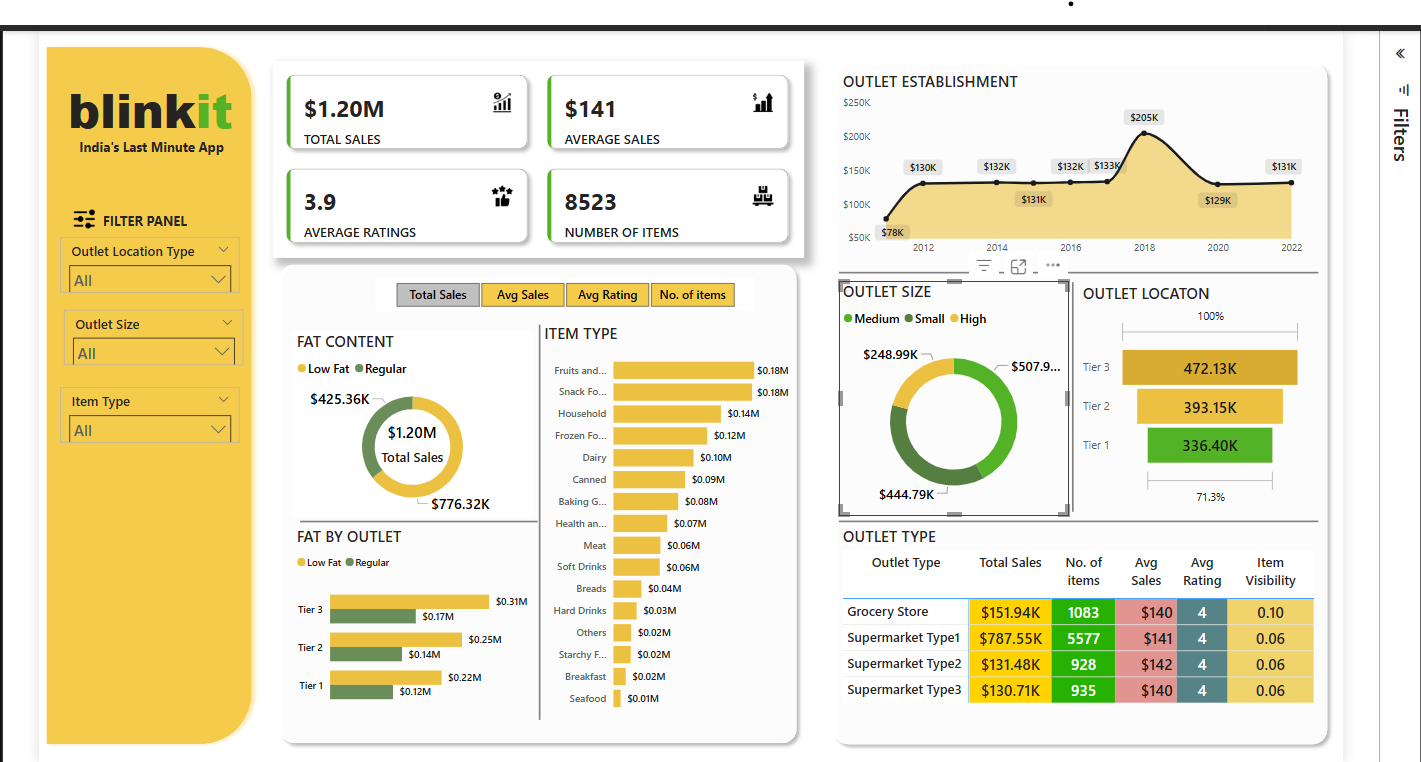 blinkit
India's Last Minute App
FILTER PANEL
Outlet Location Type
All
Outlet Size
All
Item Type
All
$1.20M
TOTAL SALES
$141
AVERAGE SALES
3.9
AVERAGE RATINGS
8523
NUMBER OF ITEMS
Total Sales
Avg Sales
Avg Rating
No. of items
FAT CONTENT
Low Fat Regular
$425.36K
$1.20M
Total Sales
$776.32K
FAT BY OUTLET
Low Fat Regular
Tier 3 $0.31M
$0.17M
Tier 2 $0.25M
$0.14M
Tier 1 $0.22M
$0.12M
ITEM TYPE
Fruits and... $0.18M
Snack Fo... $0.18M
Household $0.14M
Frozen Fo... $0.12M
Dairy $0.10M
Canned $0.09M
Baking G... $0.08M
Health an... $0.07M
Meat $0.06M
Soft Drinks $0.06M
Breads $0.04M
Hard Drinks $0.03M
Others $0.02M
Starchy F... $0.02M
Breakfast $0.02M
Seafood $0.01M
OUTLET ESTABLISHMENT
$250K
$200K
$150K
$100K
$50K
$78K
$130K
$132K
$131K
$132K
$133K
$205K
$129K
$131K
2012 2014 2016 2018 2020 2022
OUTLET SIZE
Medium Small High
$248.99K
$507.9...
$444.79K
OUTLET LOCATON
100%
Tier 3 472.13K
Tier 2 393.15K
Tier 1 336.40K
71.3%
OUTLET TYPE
Outlet Type Total Sales No. of items Avg Sales Avg Rating Item Visibility
Grocery Store $151.94K 1083 $140 4 0.10
Supermarket Type1 $787.55K 5577 $141 4 0.06
Supermarket Type2 $131.48K 928 $142 4 0.06
Supermarket Type3 $130.71K 935 $140 4 0.06
Filters